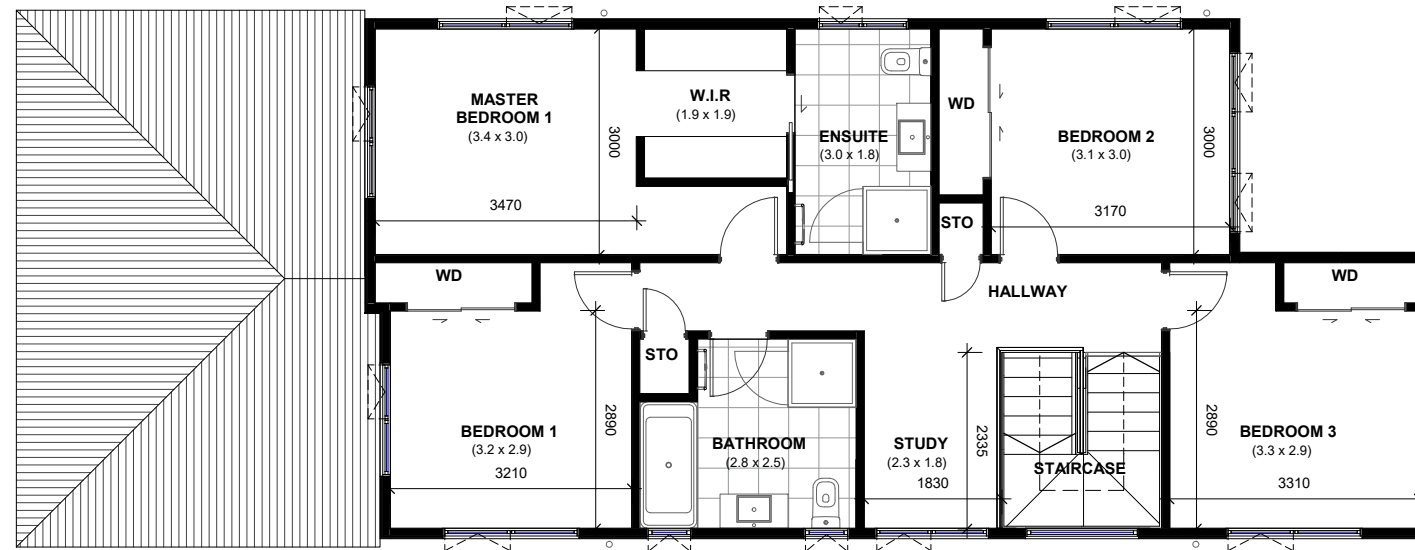 MASTER
BEDROOM 1
(3.4 x 3.0)
3000
3470
W.I.R
(1.9 x 1.9)
ENSUITE
(3.0 x 1.8)
WD
STO
BEDROOM 2
(3.1 x 3.0)
3000
3170
WD
HALLWAY
WD
STO
BEDROOM 1
(3.2 x 2.9)
3210
2890
BATHROOM
(2.8 x 2.5)
STUDY
(2.3 x 1.8)
1830
2335
STAIRCASE
2890
BEDROOM 3
(3.3 x 2.9)
3310